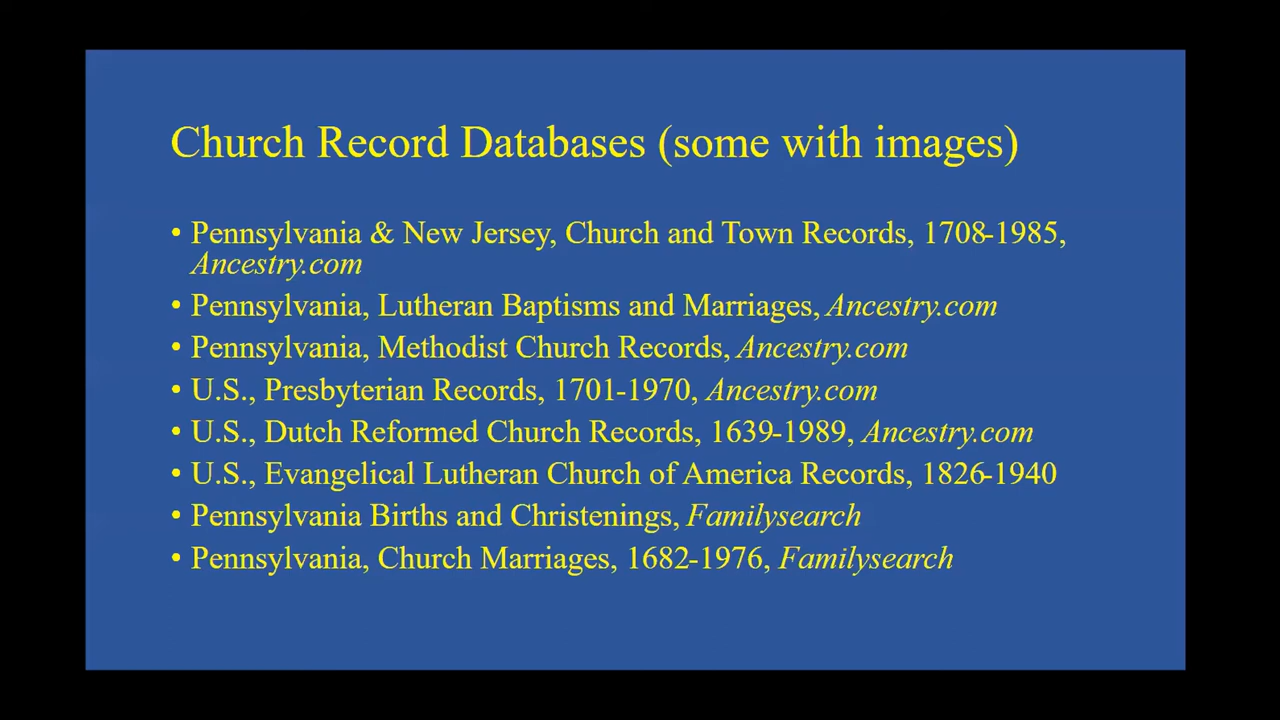 Church Record Databases (some with images)
• Pennsylvania & New Jersey, Church and Town Records, 1708-1985,
Ancestry.com
• Pennsylvania, Lutheran Baptisms and Marriages, Ancestry.com
• Pennsylvania, Methodist Church Records, Ancestry.com
• U.S., Presbyterian Records, 1701-1970, Ancestry.com
• U.S., Dutch Reformed Church Records, 1639-1989, Ancestry.com
• U.S., Evangelical Lutheran Church of America Records, 1826-1940
• Pennsylvania Births and Christenings, Familysearch
• Pennsylvania, Church Marriages, 1682-1976, Familysearch